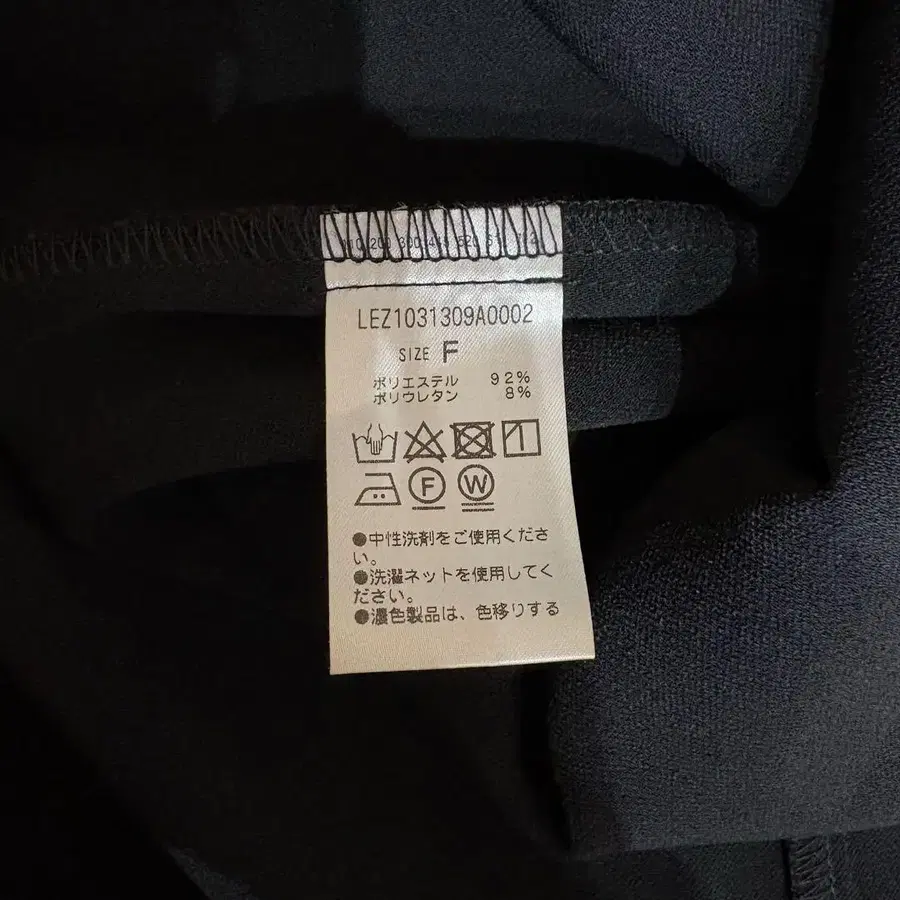 LEZ1031309A0002
SIZE F
ポリエステル 92%
ポリウレタン 8%
F W
●中性洗剤をご使用くださ
い。
●洗濯ネットを使用してく
ださい。
●濃色製品は、色移りする